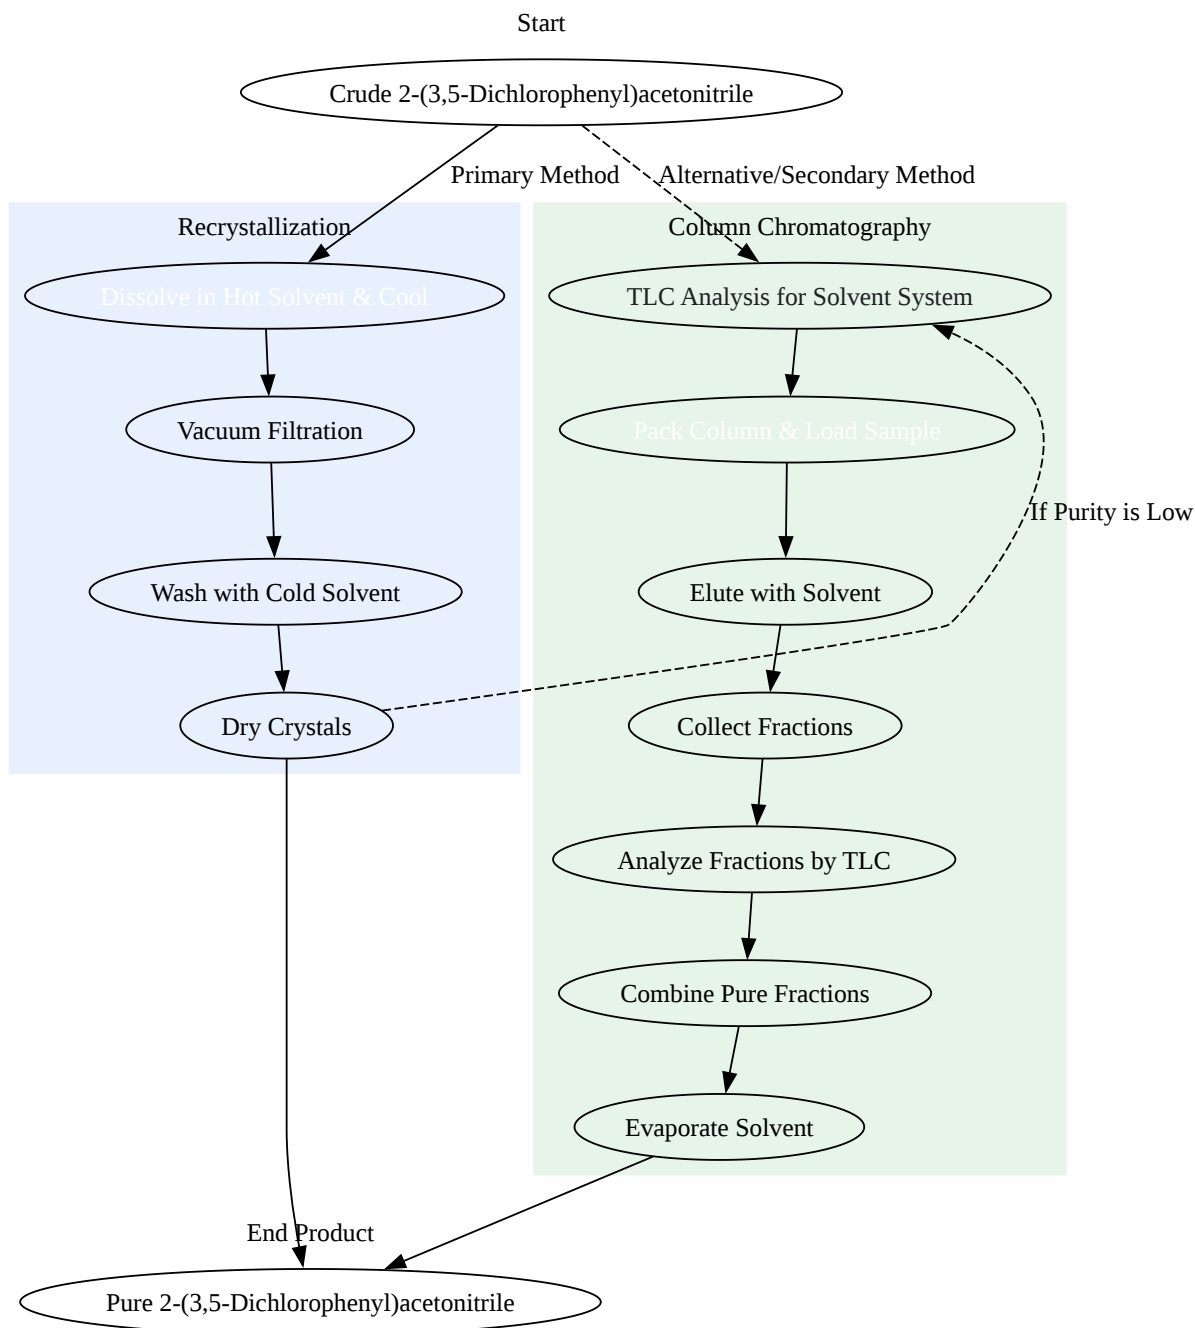 Start
Crude 2-(3,5-Dichlorophenyl)acetonitrile
Primary Method
Alternative/Secondary Method
Recrystallization
Column Chromatography
Dissolve in Hot Solvent & Cool
TLC Analysis for Solvent System
Vacuum Filtration
Pack Column & Load Sample
If Purity is Low
Wash with Cold Solvent
Elute with Solvent
Dry Crystals
Collect Fractions
Analyze Fractions by TLC
Combine Pure Fractions
Evaporate Solvent
End Product
Pure 2-(3,5-Dichlorophenyl)acetonitrile